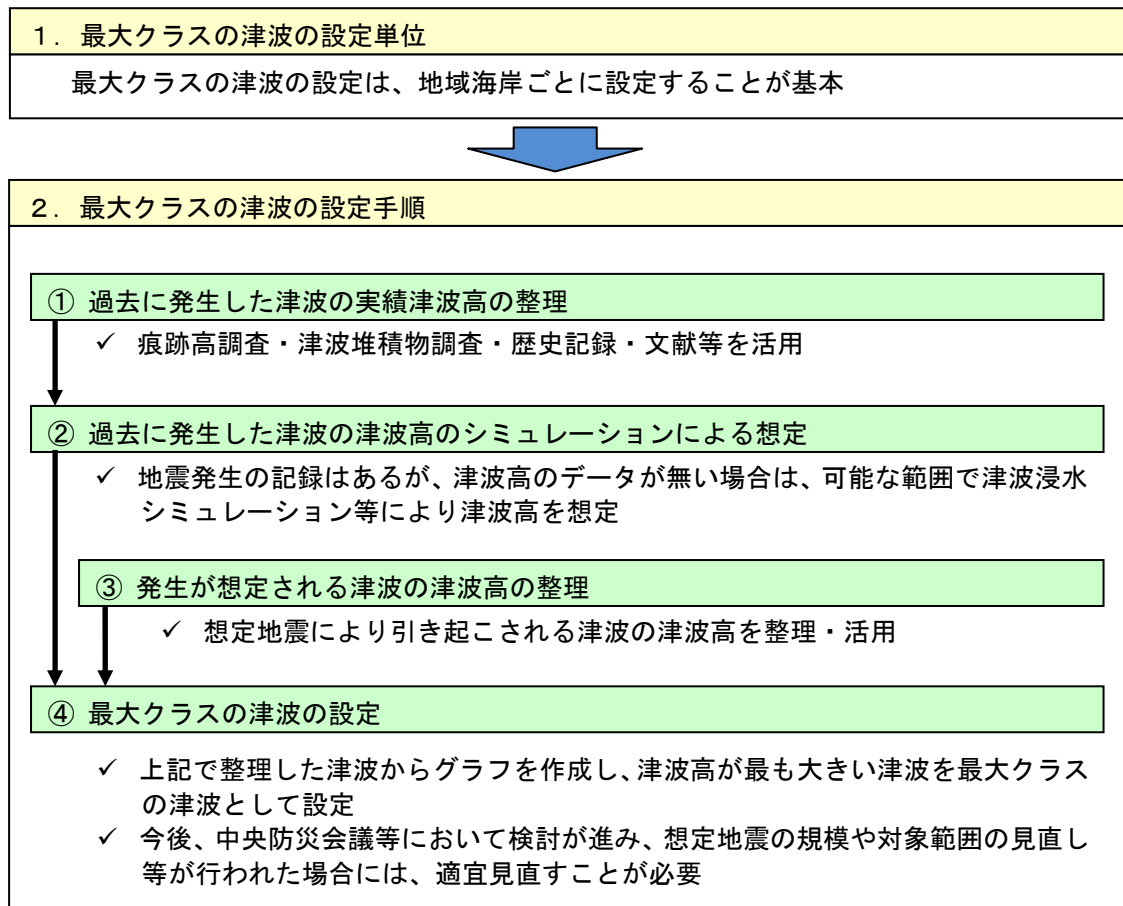 １．最大クラスの津波の設定単位
最大クラスの津波の設定は、地域海岸ごとに設定することが基本
２．最大クラスの津波の設定手順
① 過去に発生した津波の実績津波高の整理
✓ 痕跡高調査・津波堆積物調査・歴史記録・文献等を活用
② 過去に発生した津波の津波高のシミュレーションによる想定
✓ 地震発生の記録はあるが、津波高のデータが無い場合は、可能な範囲で津波浸水
シミュレーション等により津波高を想定
③ 発生が想定される津波の津波高の整理
✓ 想定地震により引き起こされる津波の津波高を整理・活用
④ 最大クラスの津波の設定
✓ 上記で整理した津波からグラフを作成し、津波高が最も大きい津波を最大クラス
の津波として設定
✓ 今後、中央防災会議等において検討が進み、想定地震の規模や対象範囲の見直し
等が行われた場合には、適宜見直すことが必要